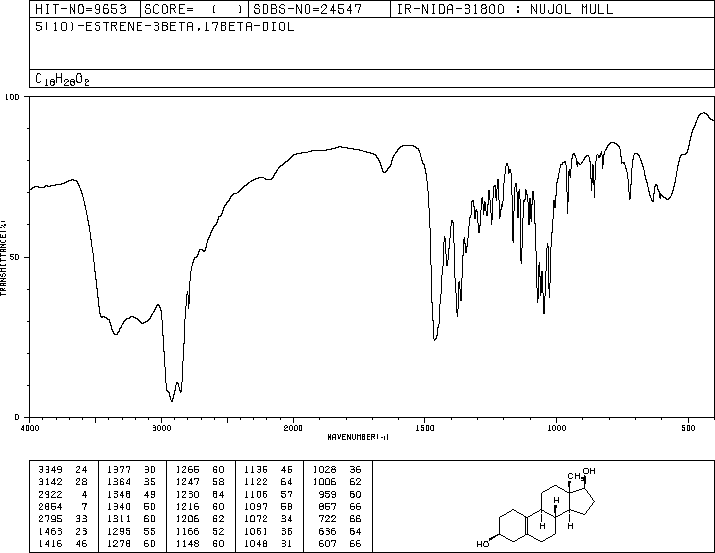 HIT-NO=9653 SCORE= ( ) SDBS-NO=24547 IR-NIDA-31800 : NUJOL MULL
5(10)-ESTRENE-3BETA,17BETA-DIOL
C18H28O2
100
50
0
TRANSMITTANCE(%)
4000 3000 2000 1500 1000 500
WAVENUMBER(-1)
3349 24 1377 30 1266 60 1136 46 1028 36
3142 28 1364 35 1247 58 1122 64 1006 62
2922 4 1348 49 1230 64 1106 57 959 60
2864 7 1340 60 1216 60 1097 58 867 66
2795 33 1311 60 1206 62 1072 34 722 66
1463 23 1295 55 1166 52 1061 36 636 64
1416 46 1278 60 1148 60 1048 31 607 66
OH
CH3
H
H
H
H
HO